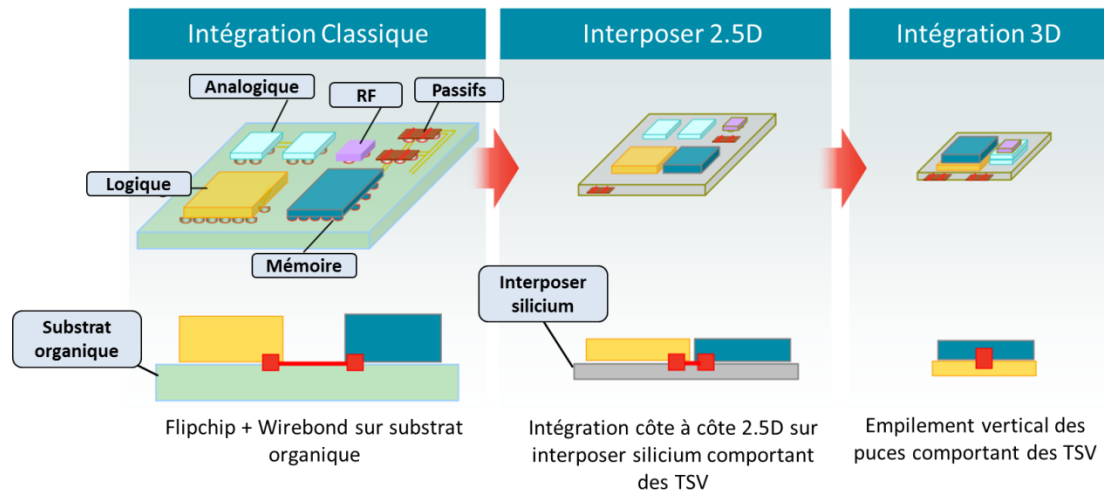 Intégration Classique
Interposer 2.5D
Intégration 3D
Analogique
RF
Passifs
Logique
Mémoire
Interposer
silicium
Substrat
organique
Flipchip + Wirebond sur substrat
organique
Intégration côte à côte 2.5D sur
interposer silicium comportant
des TSV
Empilement vertical des
puces comportant des TSV